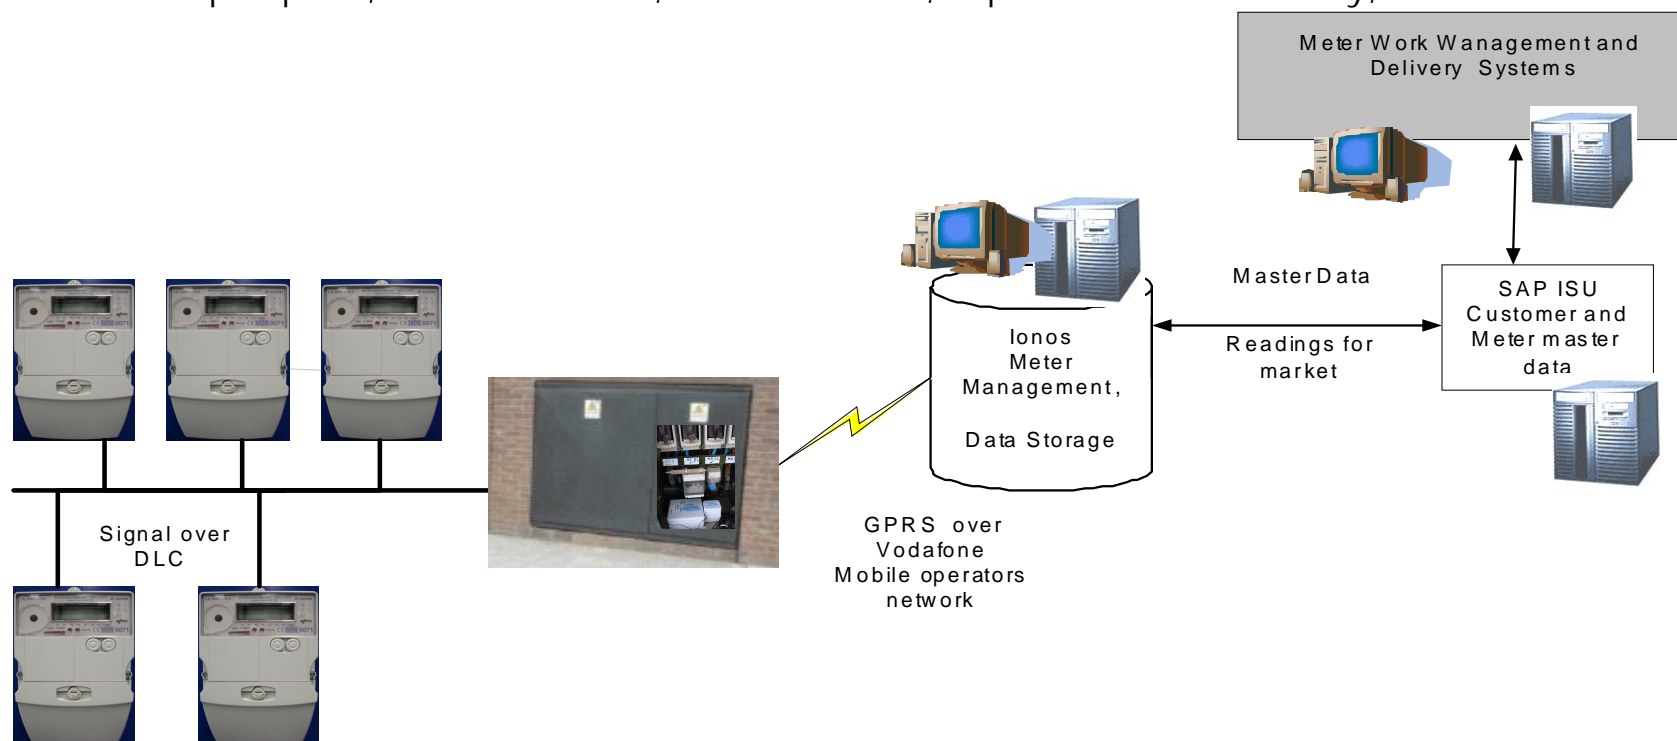 Meter Work Wanagement and
Delivery Systems
Master Data
SAP ISU
Customer and
Meter master
data
Readings for
market
Ionos
Meter
Management,
Data Storage
Signal over
DLC
GPRS over
Vodafone
Mobile operators
network